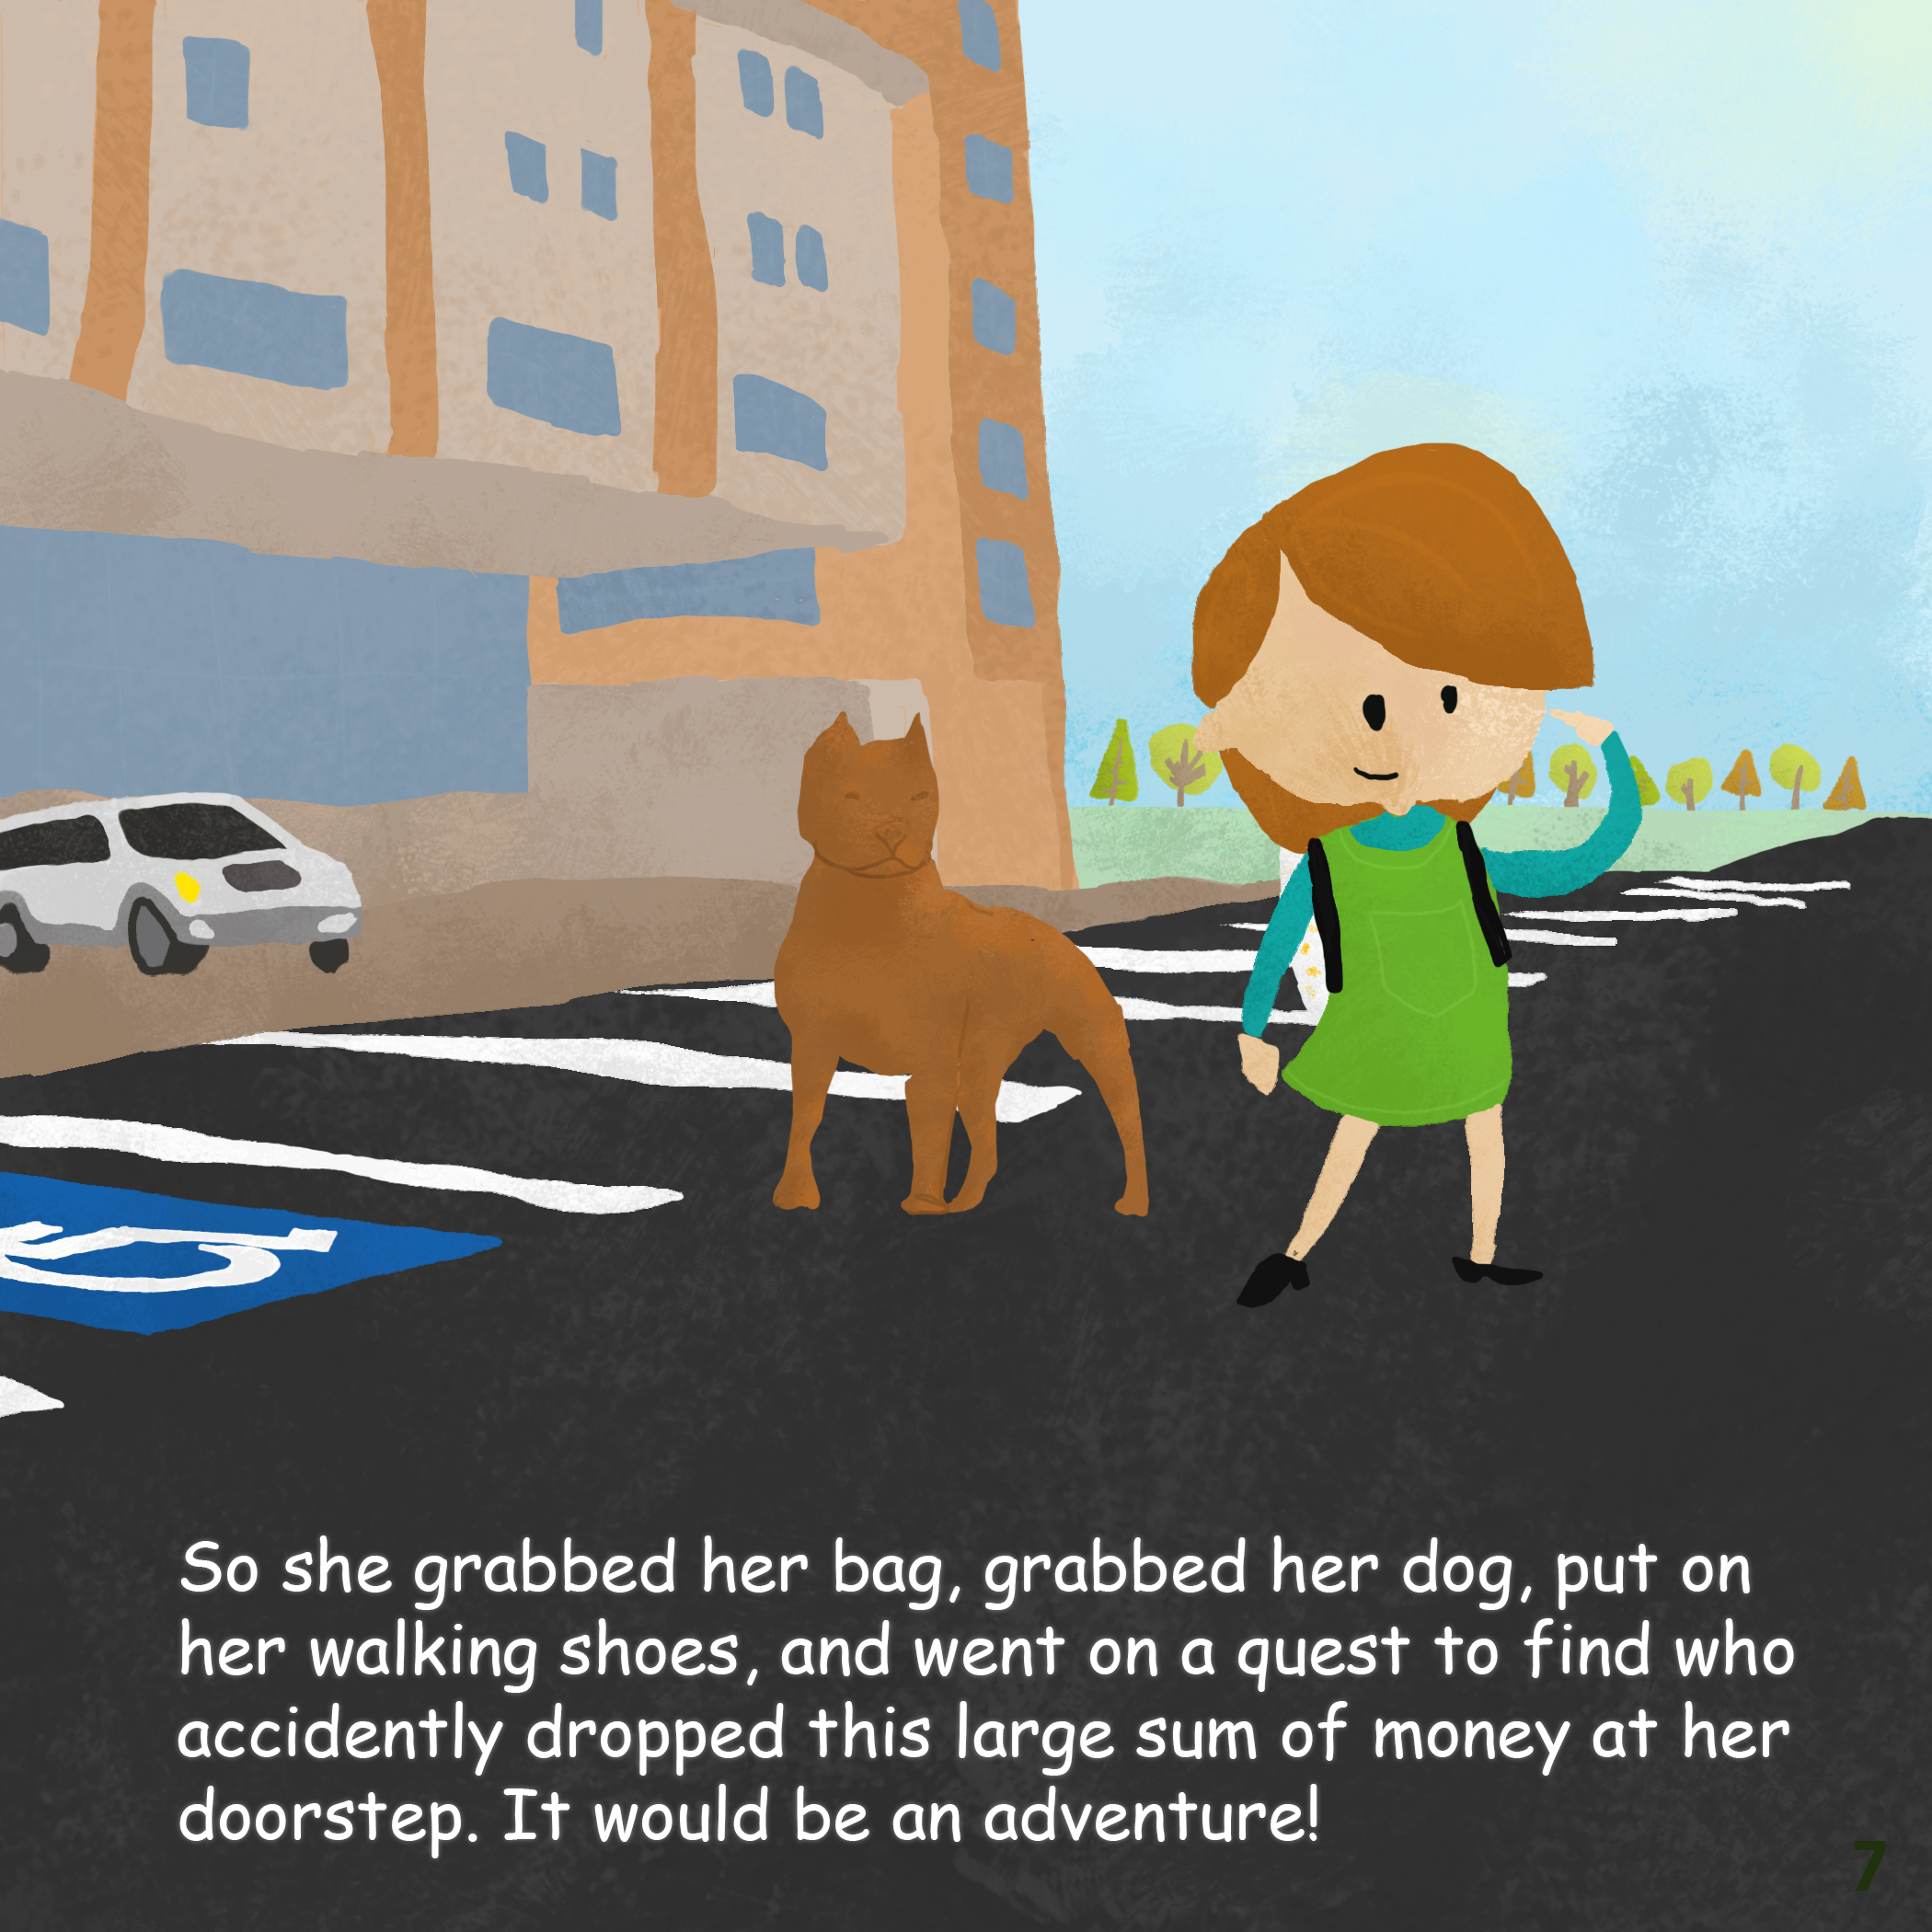 So she grabbed her bag, grabbed her dog, put on
her walking shoes, and went on a quest to find who
accidently dropped this large sum of money at her
doorstep. It would be an adventure!
7